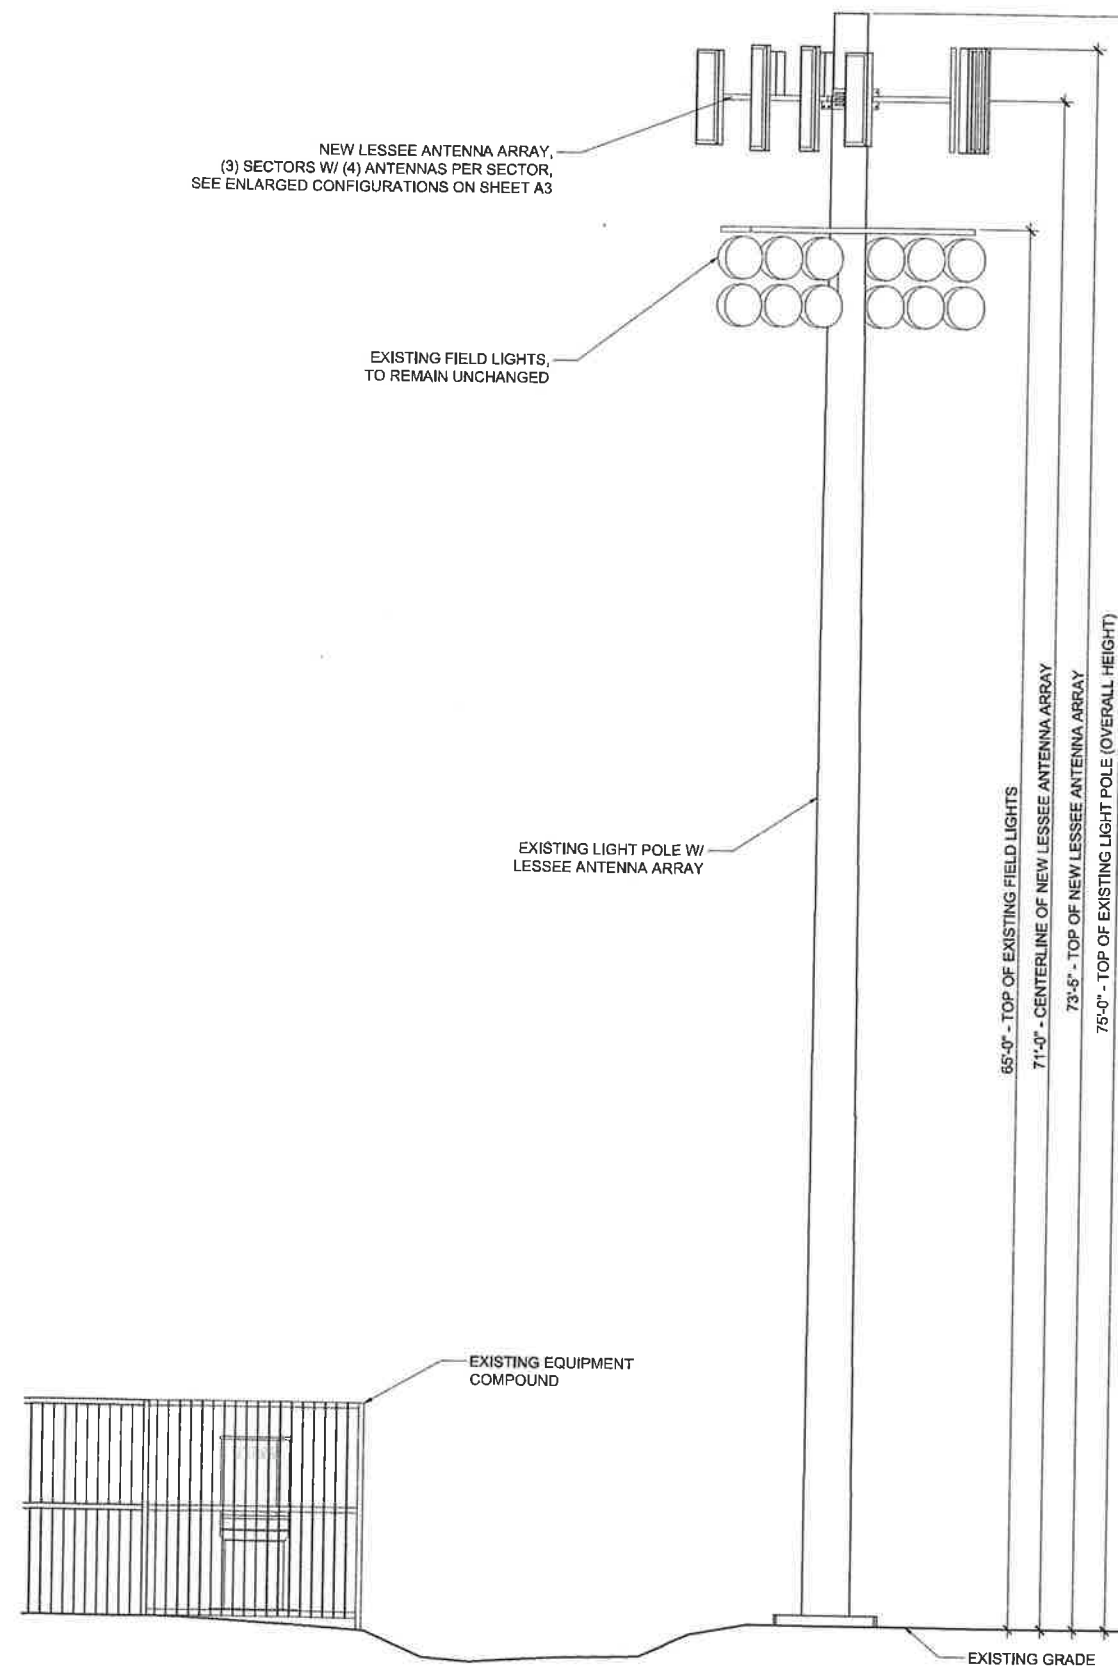 NEW LESSEE ANTENNA ARRAY,
(3) SECTORS W/ (4) ANTENNAS PER SECTOR,
SEE ENLARGED CONFIGURATIONS ON SHEET A3
EXISTING FIELD LIGHTS,
TO REMAIN UNCHANGED
EXISTING LIGHT POLE W/
LESSEE ANTENNA ARRAY
65'-0" - TOP OF EXISTING FIELD LIGHTS
71'-0" - CENTERLINE OF NEW LESSEE ANTENNA ARRAY
73'-5" - TOP OF NEW LESSEE ANTENNA ARRAY
75'-0" - TOP OF EXISTING LIGHT POLE (OVERALL HEIGHT)
EXISTING EQUIPMENT
COMPOUND
EXISTING GRADE